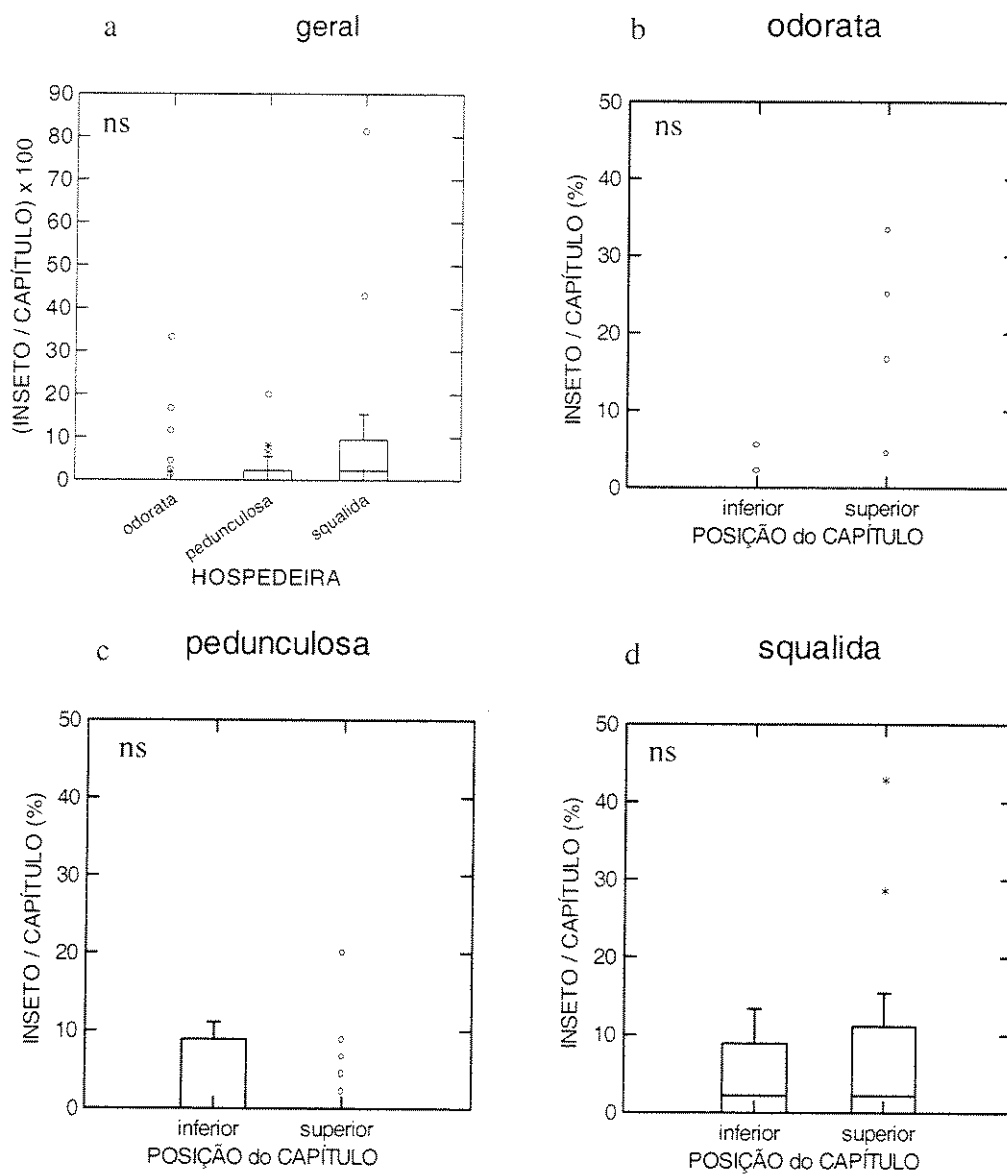 a geral
ns
(INSETO / CAPÍTULO) x 100
90
80
70
60
50
40
30
20
10
0
odorata
pedunculosa
squalida
HOSPEDEIRA
b odorata
ns
INSETO / CAPÍTULO (%)
50
40
30
20
10
0
inferior superior
POSIÇÃO do CAPÍTULO
c pedunculosa
ns
INSETO / CAPÍTULO (%)
50
40
30
20
10
0
inferior superior
POSIÇÃO do CAPÍTULO
d squalida
ns
INSETO / CAPÍTULO (%)
50
40
30
20
10
0
inferior superior
POSIÇÃO do CAPÍTULO